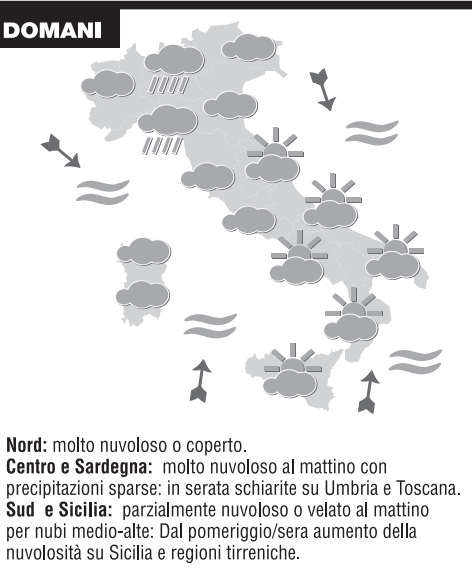 DOMANI
Nord: molto nuvoloso o coperto.
Centro e Sardegna: molto nuvoloso al mattino con
precipitazioni sparse: in serata schiarite su Umbria e Toscana.
Sud e Sicilia: parzialmente nuvoloso o velato al mattino
per nubi medio-alte: Dal pomeriggio/sera aumento della
nuvolosità su Sicilia e regioni tirreniche.